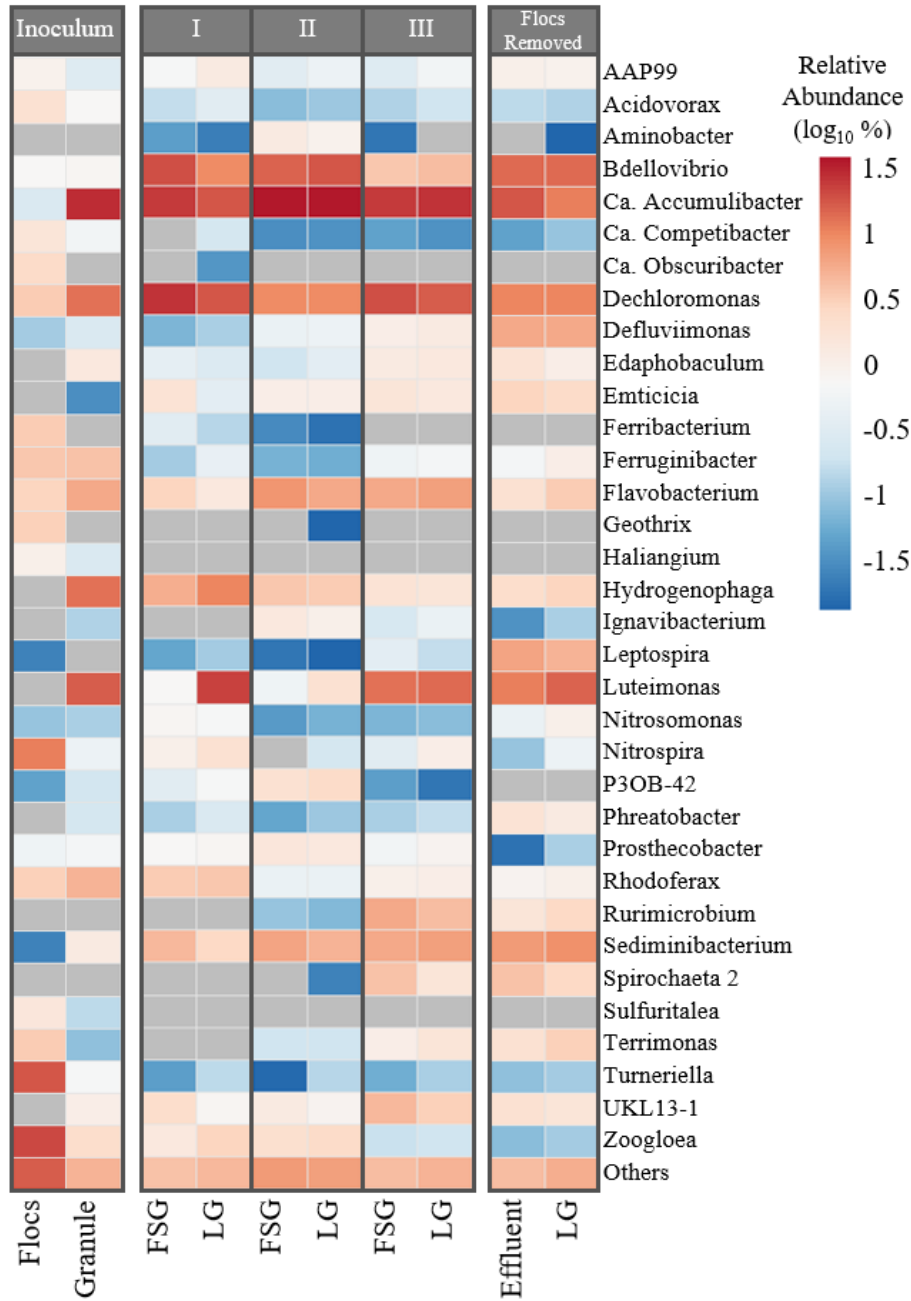 Inoculum I II III Flocs
Removed
Relative
Abundance
(log₁₀ %)
AAP99
Acidovorax
Aminobacter
Bdellovibrio
Ca. Accumulibacter
Ca. Competibacter
Ca. Obscuribacter
Dechloromonas
Defluviimonas
Edaphobaculum
Emticicia
Ferribacterium
Ferruginibacter
Flavobacterium
Geothrix
Haliangium
Hydrogenophaga
Ignavibacterium
Leptospira
Luteimonas
Nitrosomonas
Nitrospira
P3OB-42
Phreatobacter
Prosthecobacter
Rhodoferax
Rurimicrobium
Sediminibacterium
Spirochaeta 2
Sulfuritalea
Terrimonas
Turneriella
UKL13-1
Zoogloea
Others
1.5
1
0.5
0
-0.5
-1
-1.5
Flocs
Granule
FSG
LG
FSG
LG
FSG
LG
Effluent
LG